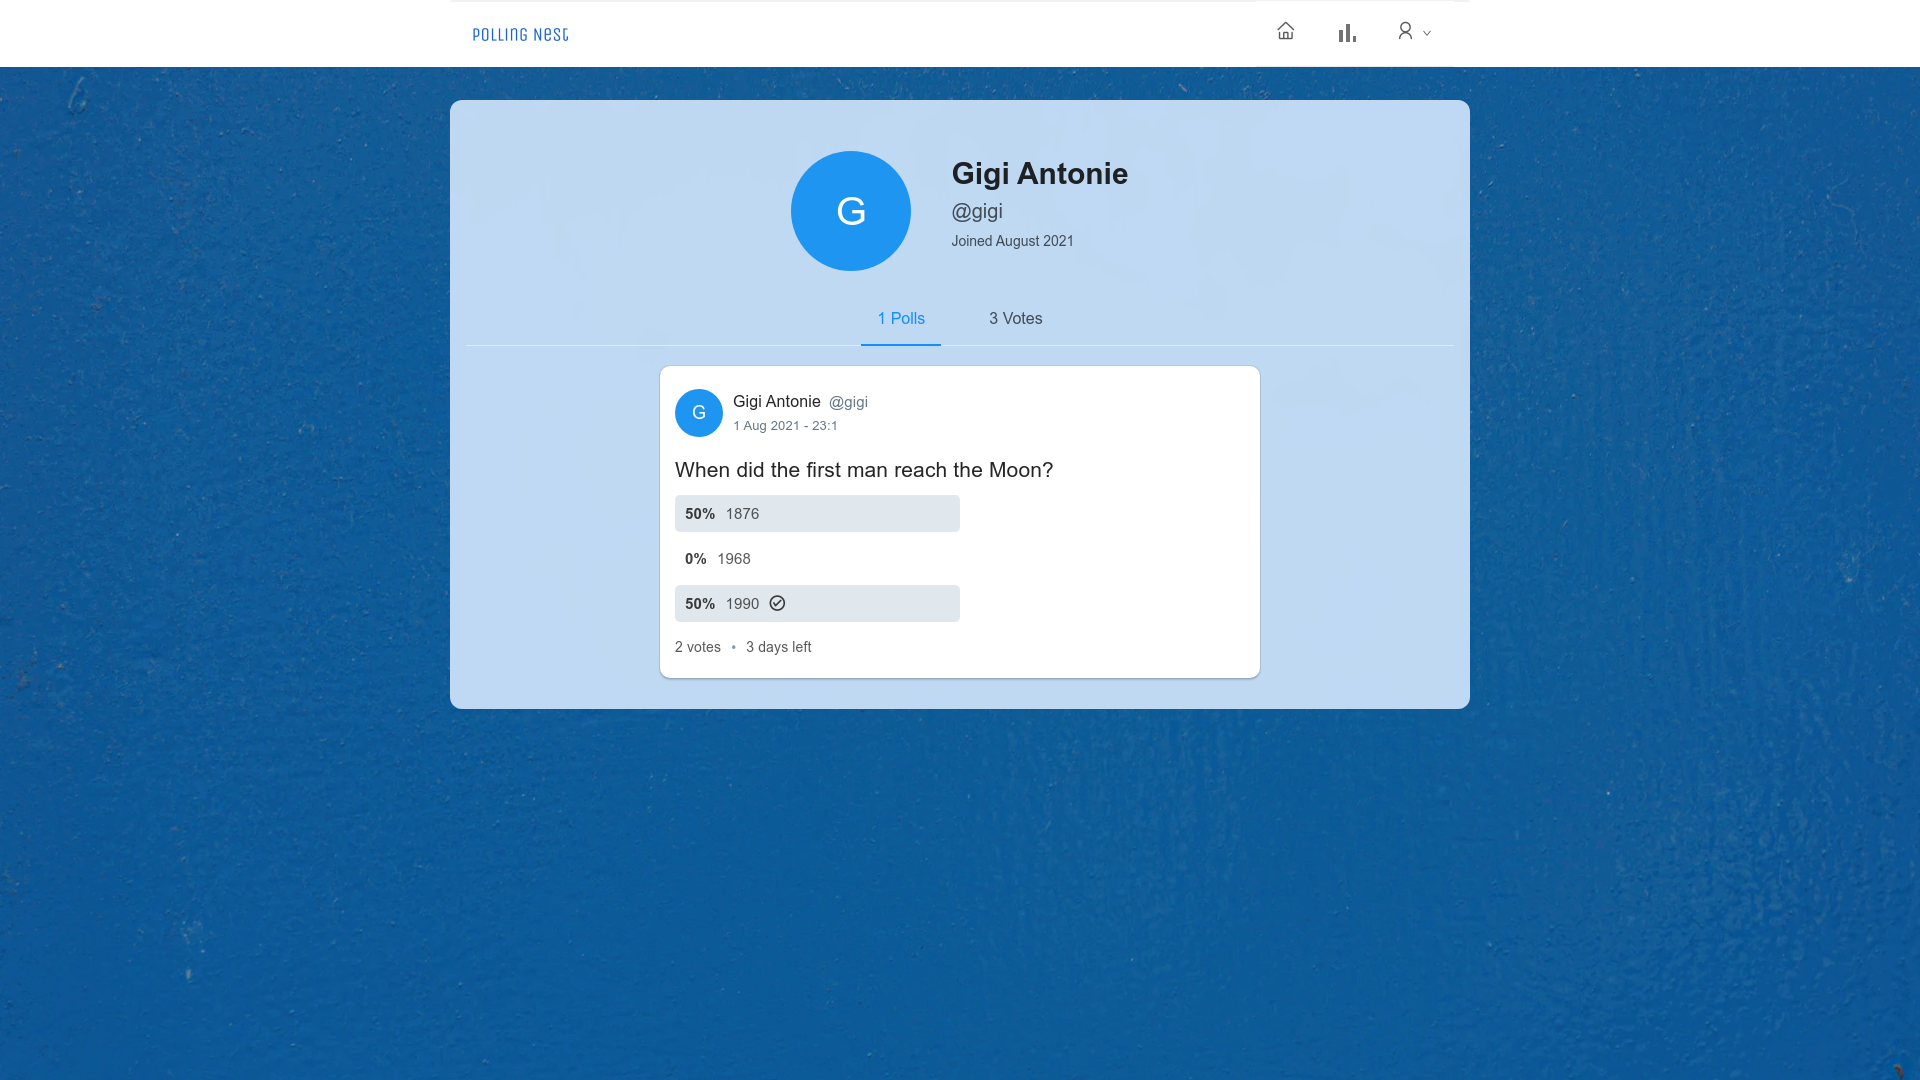 POLLING NEST
G
Gigi Antonie
@gigi
Joined August 2021
1 Polls
3 Votes
G
Gigi Antonie @gigi
1 Aug 2021 - 23:1
When did the first man reach the Moon?
50% 1876
0% 1968
50% 1990
2 votes • 3 days left